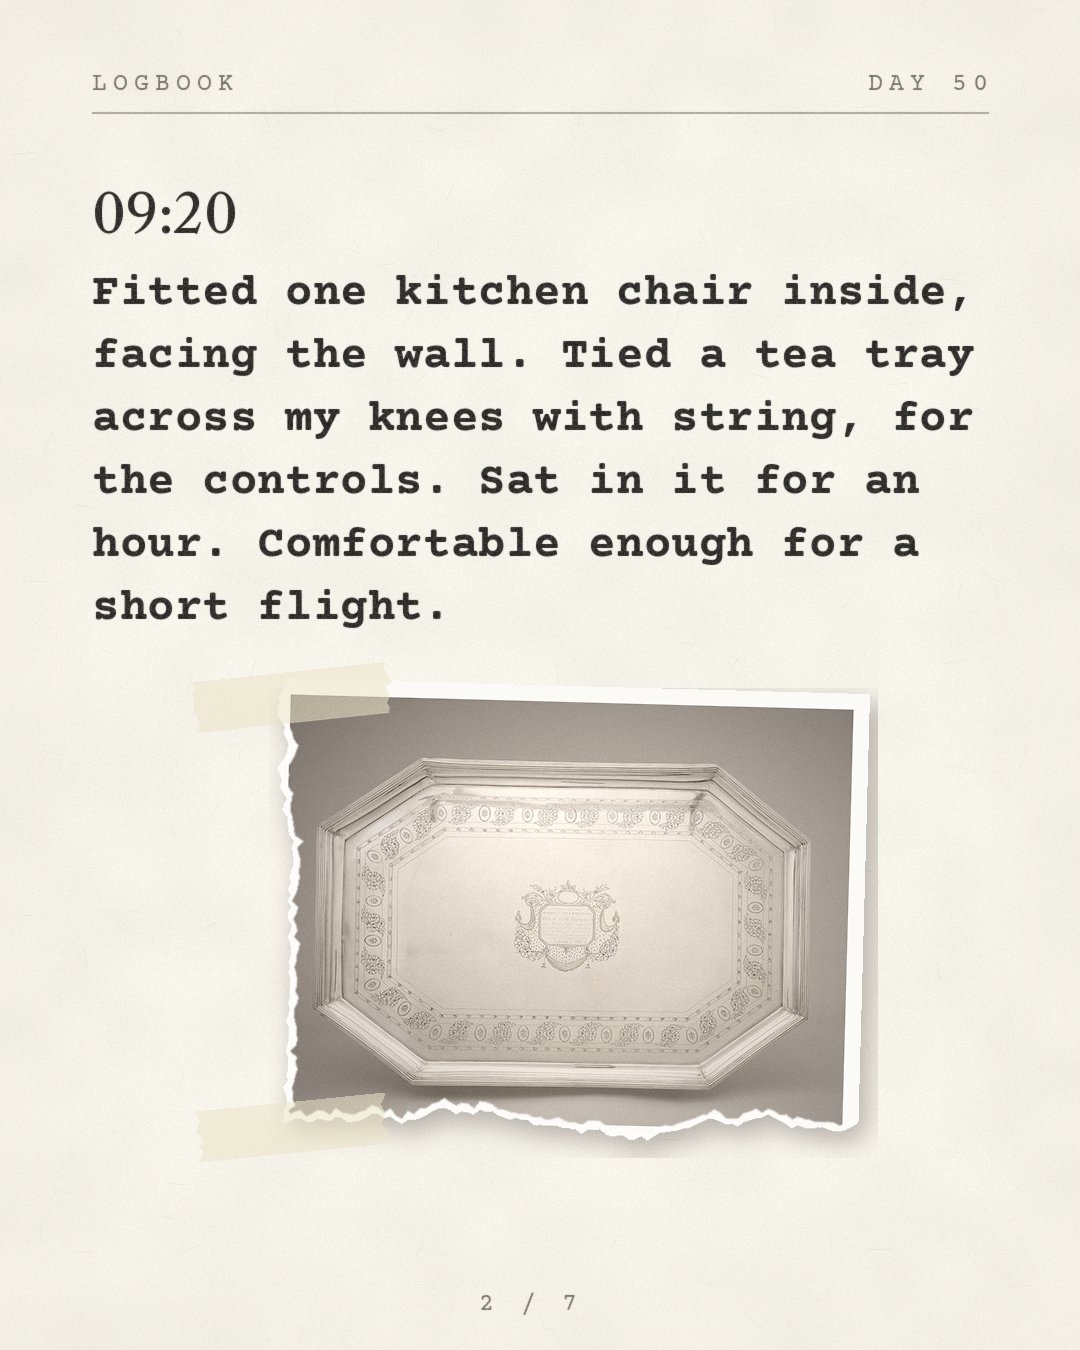 LOGBOOK DAY 50
09:20
Fitted one kitchen chair inside,
facing the wall. Tied a tea tray
across my knees with string, for
the controls. Sat in it for an
hour. Comfortable enough for a
short flight.
2 / 7